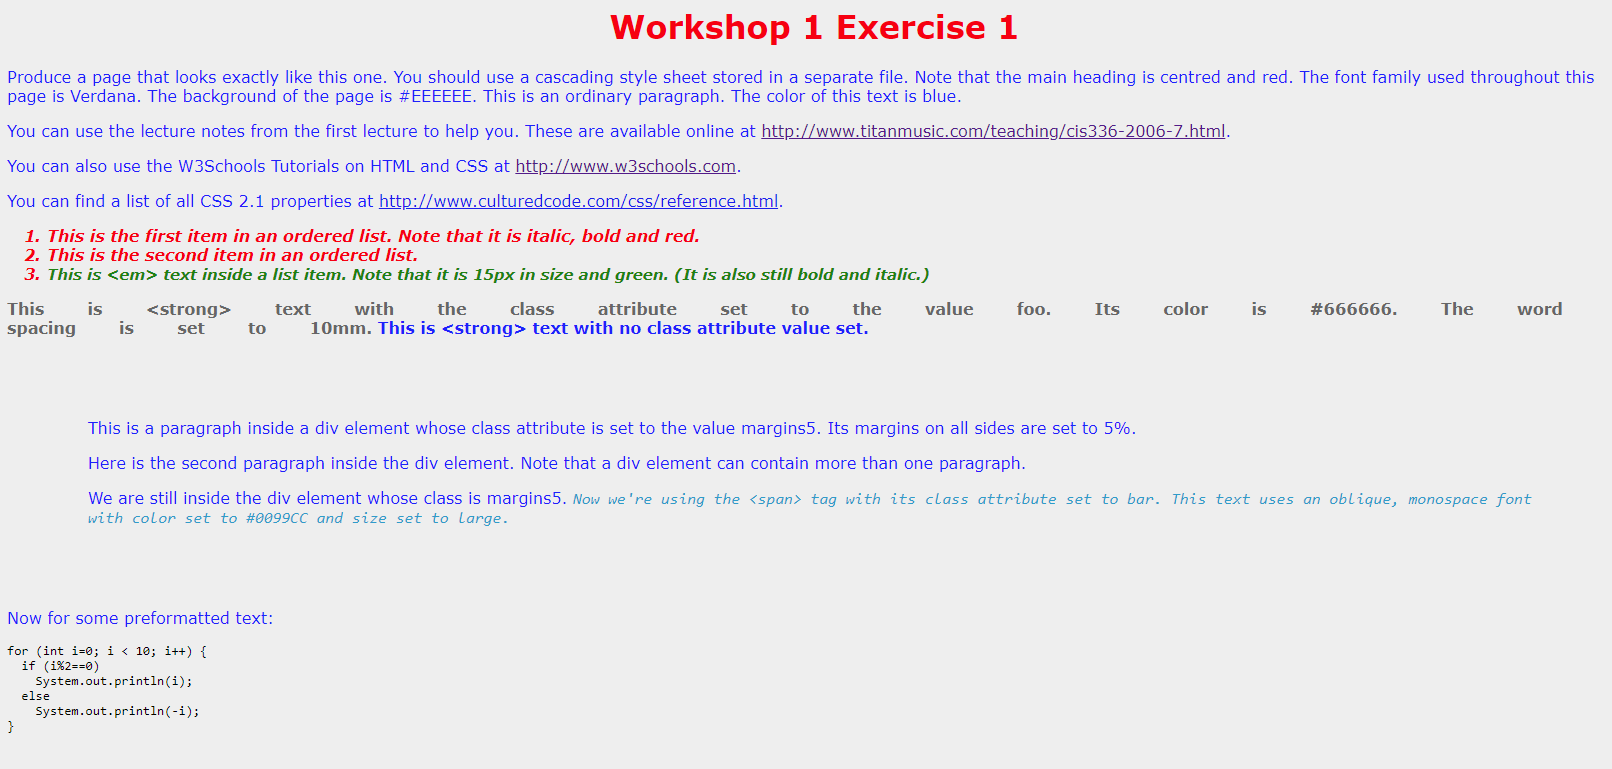 Workshop 1 Exercise 1
Produce a page that looks exactly like this one. You should use a cascading style sheet stored in a separate file. Note that the main heading is centred and red. The font family used throughout this
page is Verdana. The background of the page is #EEEEEE. This is an ordinary paragraph. The color of this text is blue.
You can use the lecture notes from the first lecture to help you. These are available online at http://www.titanmusic.com/teaching/cis336-2006-7.html.
You can also use the W3Schools Tutorials on HTML and CSS at http://www.w3schools.com.
You can find a list of all CSS 2.1 properties at http://www.culturedcode.com/css/reference.html.
1. This is the first item in an ordered list. Note that it is italic, bold and red.
2. This is the second item in an ordered list.
3. This is <em> text inside a list item. Note that it is 15px in size and green. (It is also still bold and italic.)
This is <strong> text with the class attribute set to the value foo. Its color is #666666. The word
spacing is set to 10mm. This is <strong> text with no class attribute value set.
This is a paragraph inside a div element whose class attribute is set to the value margins5. Its margins on all sides are set to 5%.
Here is the second paragraph inside the div element. Note that a div element can contain more than one paragraph.
We are still inside the div element whose class is margins5. Now we're using the <span> tag with its class attribute set to bar. This text uses an oblique, monospace font
with color set to #0099CC and size set to large.
Now for some preformatted text:
for (int i=0; i < 10; i++) {
  if (i%2==0)
    System.out.println(i);
  else
    System.out.println(-i);
}